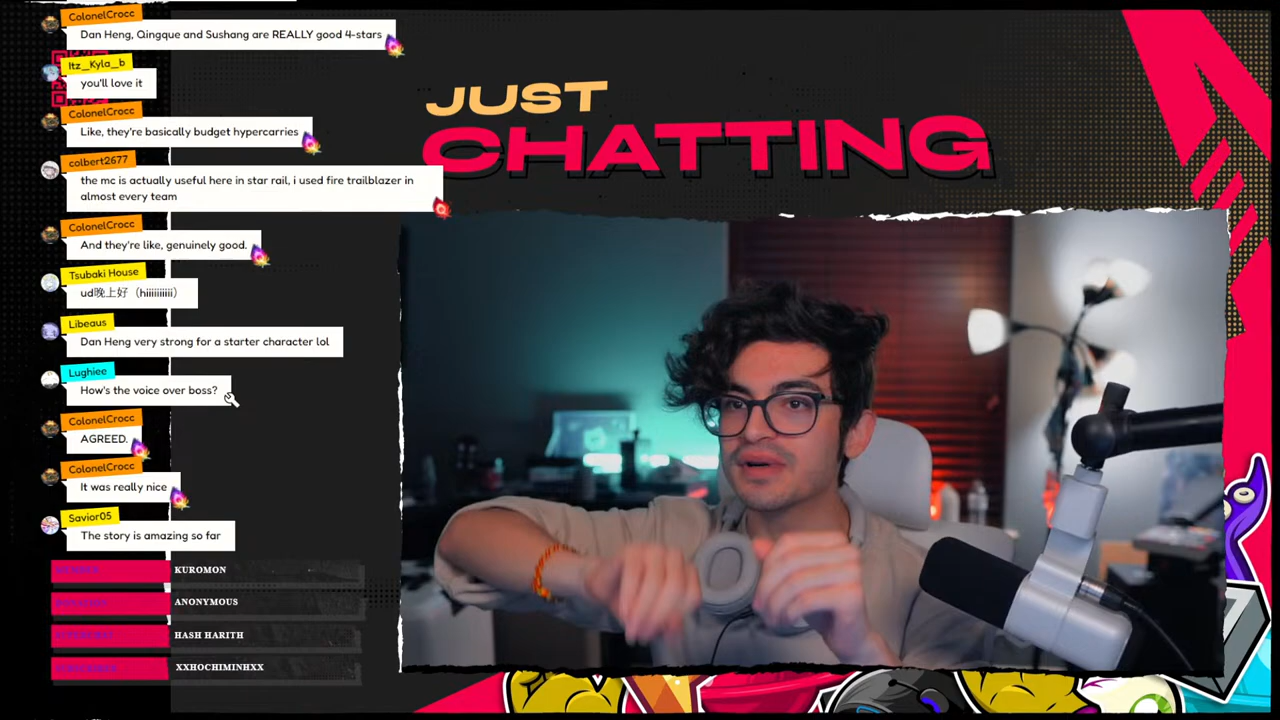 ColonelCrocc
Dan Heng, Qingque and Sushang are REALLY good 4-stars
Itz_Kyla_b
you'll love it
ColonelCrocc
Like, they're basically budget hypercarries
colbert2677
the mc is actually useful here in star rail, i used fire trailblazer in
almost every team
ColonelCrocc
And they're like, genuinely good.
Tsubaki House
ud晚上好（hiiiiiiiiii）
Libeaus
Dan Heng very strong for a starter character lol
Lughiee
How's the voice over boss?
ColonelCrocc
AGREED.
ColonelCrocc
It was really nice
Savior05
The story is amazing so far
KUROMON
ANONYMOUS
HASH HARITH
XXHOCHIMINHXX
JUST
CHATTING